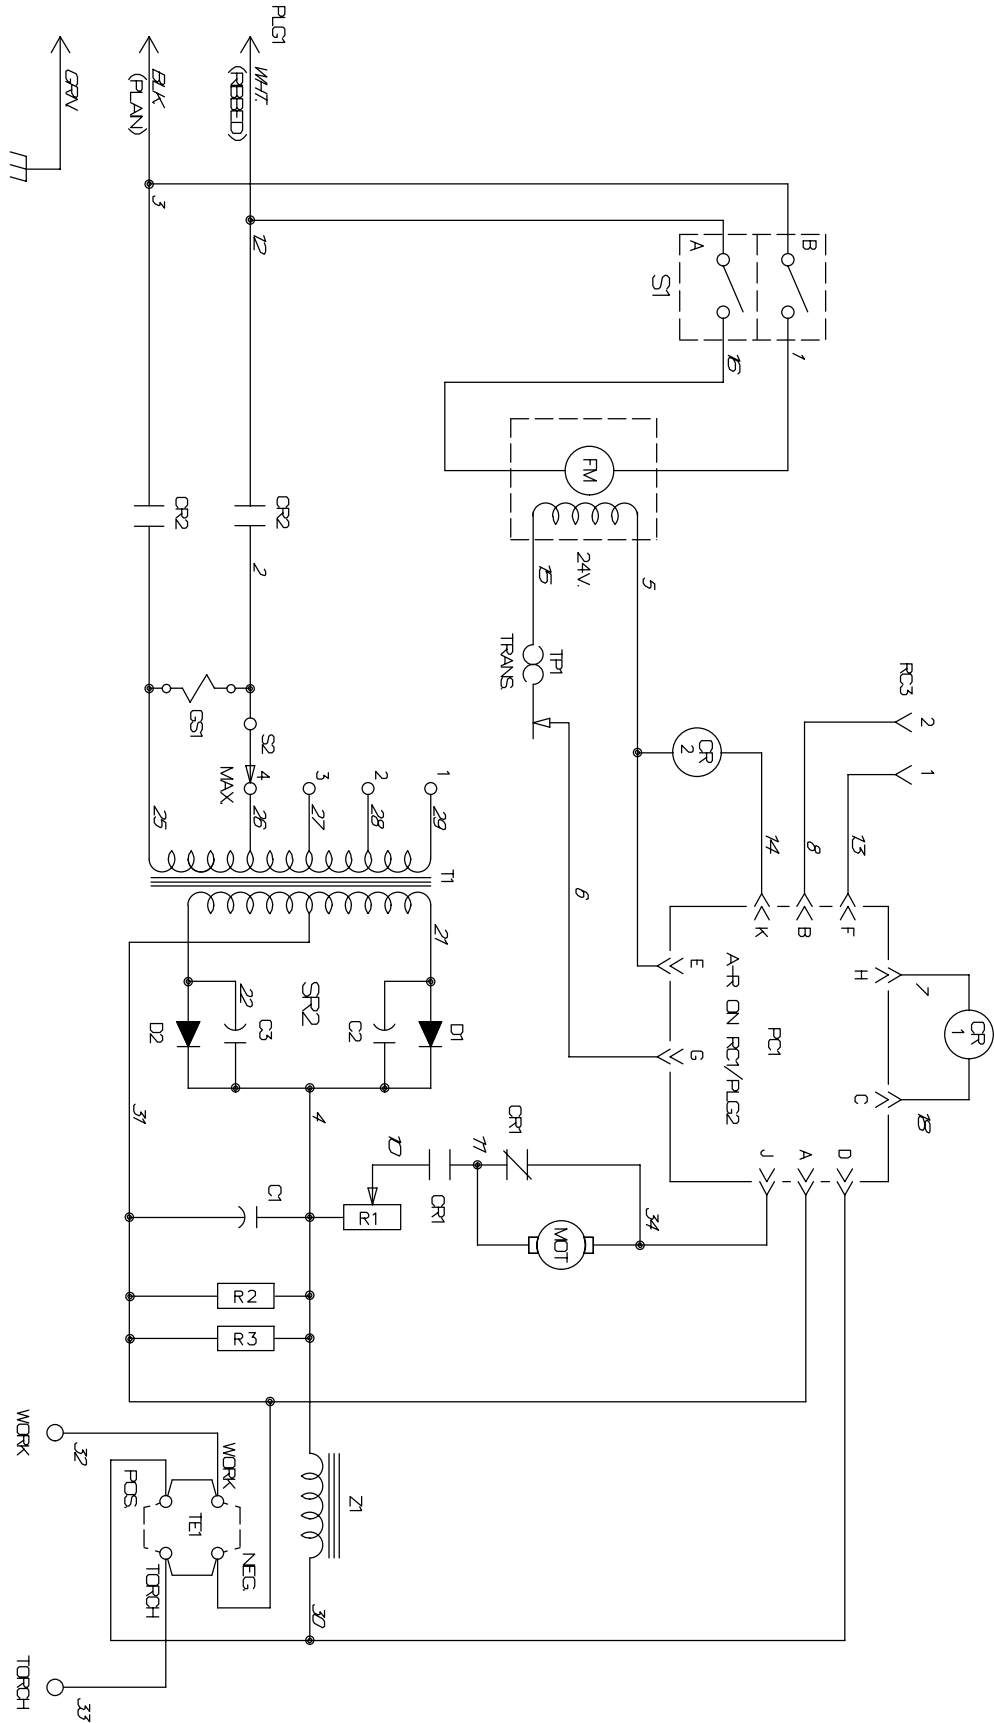 PLG1
WHT.
(RIBBED)
BLK
(PLAN)
GRN
3
12
B
A
S1
1
16
FM
24V.
15
5
TP1
TRANS.
6
CR2
CR2
2
GS1
S2
4
MAX.
3
2
1
25
26
27
28
29
T1
RC3
2
1
CR
2
14
8
13
K
B
F
H
E
G
C
J
A
D
A-R ON RC1/PLG2
PC1
7
CR
1
18
21
22
SR2
C3
C2
D2
D1
31
4
10
11
CR1
CR1
34
MOT
C1
R1
R2
R3
Z1
30
WORK
32
WORK
POS.
TE1
NEG.
TORCH
TORCH
33